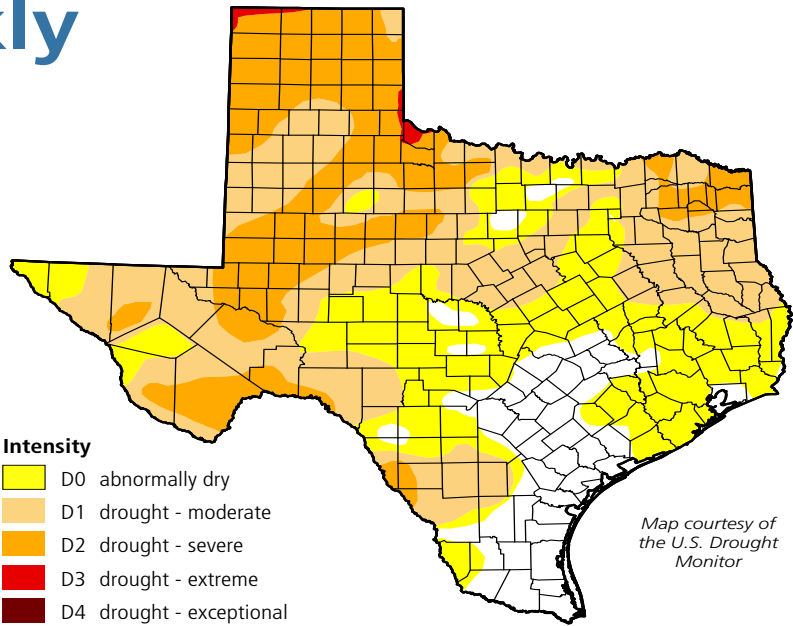 Intensity
D0 abnormally dry
D1 drought - moderate
D2 drought - severe
D3 drought - extreme
D4 drought - exceptional
Map courtesy of
the U.S. Drought
Monitor